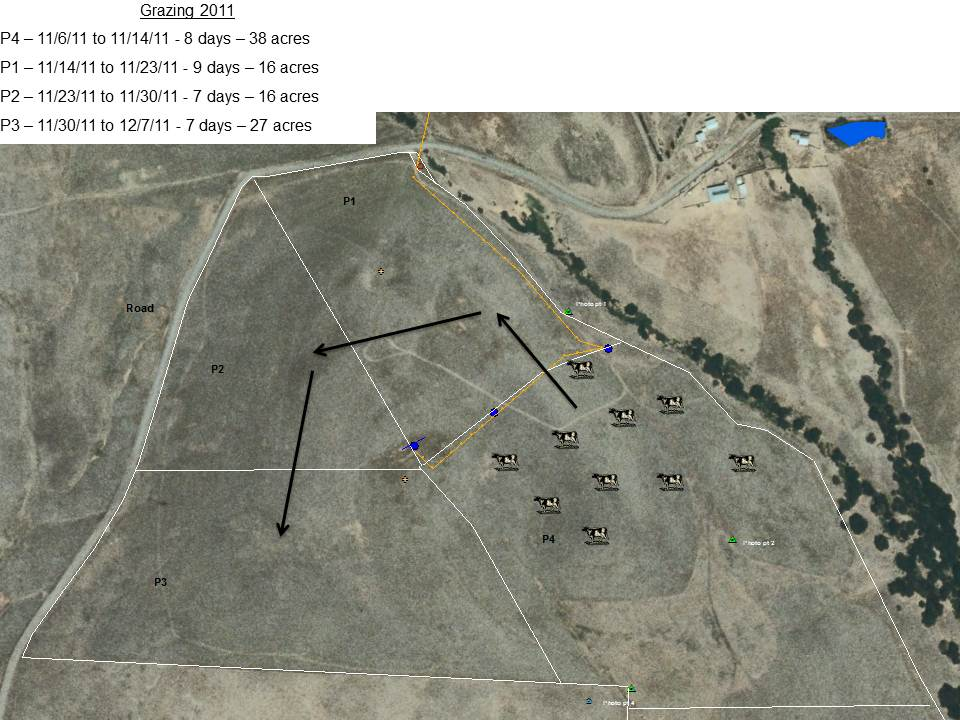 Grazing 2011
P4 – 11/6/11 to 11/14/11 - 8 days – 38 acres
P1 – 11/14/11 to 11/23/11 - 9 days – 16 acres
P2 – 11/23/11 to 11/30/11 - 7 days – 16 acres
P3 – 11/30/11 to 12/7/11 - 7 days – 27 acres
P1
Photo pt 1
Road
P2
P4
Photo pt 2
P3
Photo pt 4